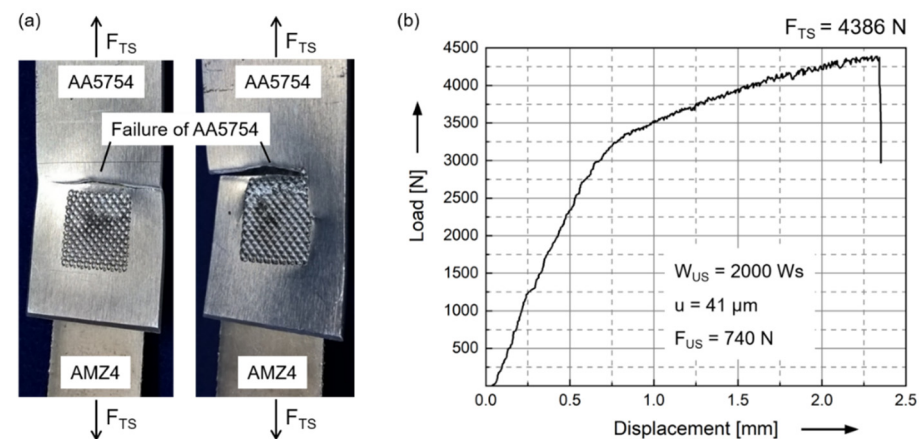 (a)
F_TS
F_TS
AA5754
AA5754
Failure of AA5754
AMZ4
AMZ4
F_TS
F_TS
(b)
F_TS = 4386 N
4500
4000
3500
3000
2500
2000
1500
1000
500
Load [N]
W_US = 2000 Ws
u = 41 µm
F_US = 740 N
0.0 0.5 1.0 1.5 2.0 2.5
Displacement [mm]